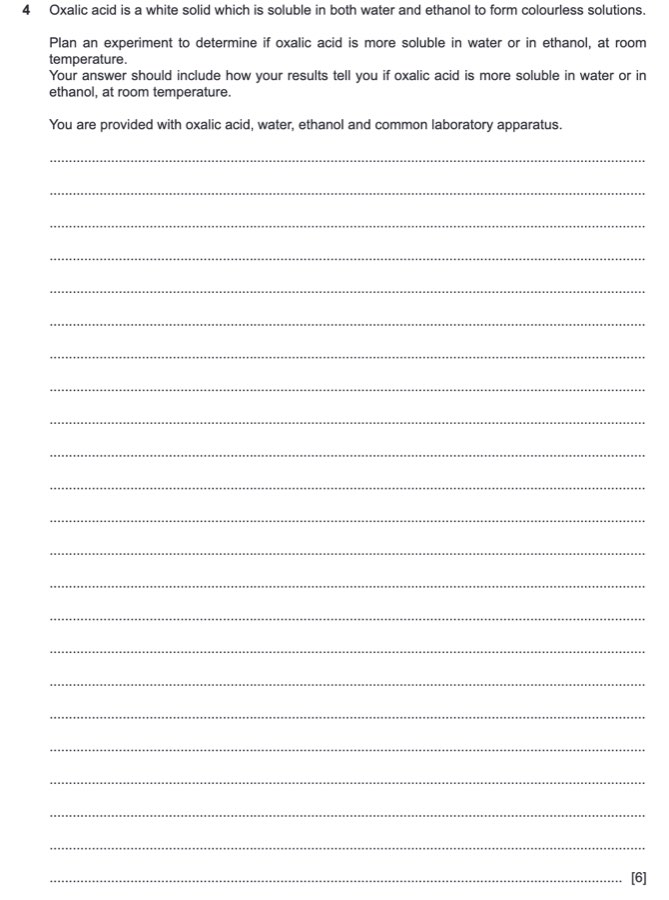 4 Oxalic acid is a white solid which is soluble in both water and ethanol to form colourless solutions.
Plan an experiment to determine if oxalic acid is more soluble in water or in ethanol, at room
temperature.
Your answer should include how your results tell you if oxalic acid is more soluble in water or in
ethanol, at room temperature.
You are provided with oxalic acid, water, ethanol and common laboratory apparatus.
[6]